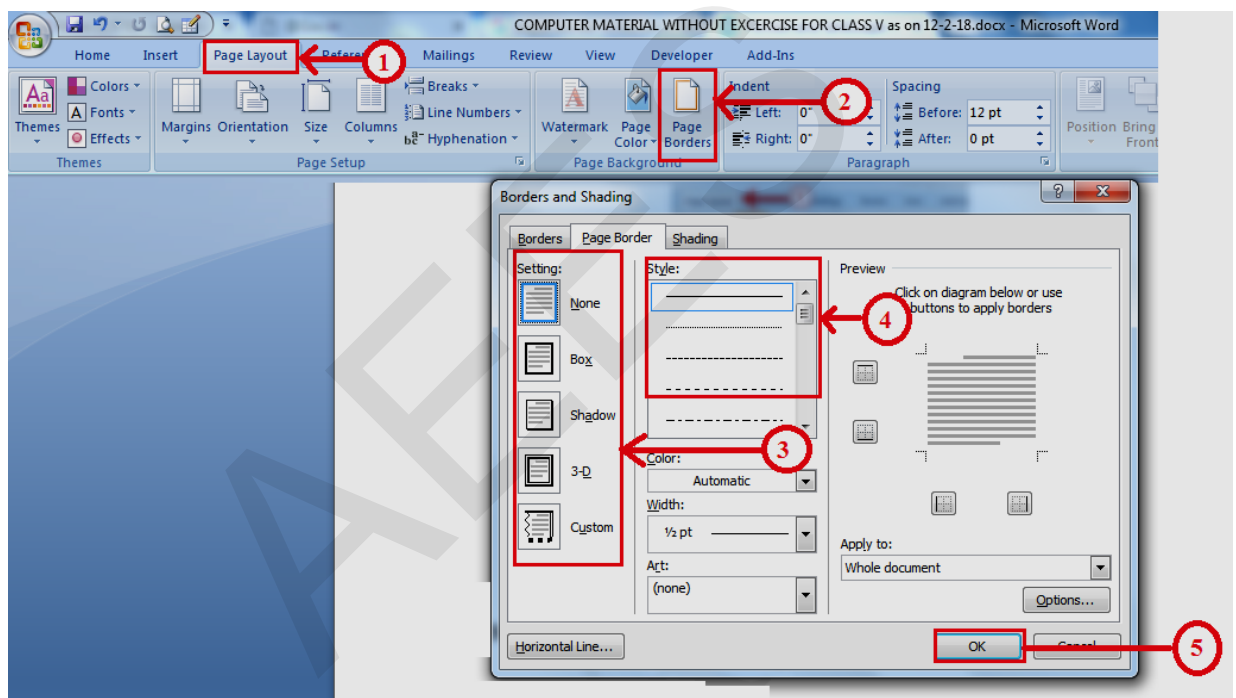 COMPUTER MATERIAL WITHOUT EXCERCISE FOR CLASS V as on 12-2-18.docx - Microsoft Word
Home Insert Page Layout Mailings Review View Developer Add-Ins
1
Colors
Fonts
Effects
Themes
Margins Orientation Size Columns
Breaks
Line Numbers
Hyphenation
Watermark Page Color Page Borders
Indent
Left: 0"
Right: 0"
2
Spacing
Before: 12 pt
After: 0 pt
Position Bring
Front
Themes Page Setup Page Background Paragraph
Borders and Shading
Borders Page Border Shading
Setting:
None
Box
Shadow
3-D
Custom
3
Style:
4
Color:
Automatic
Width:
½ pt
Art:
(none)
Preview
Click on diagram below or use
buttons to apply borders
Apply to:
Whole document
Options...
Horizontal Line...
OK
5
AEES